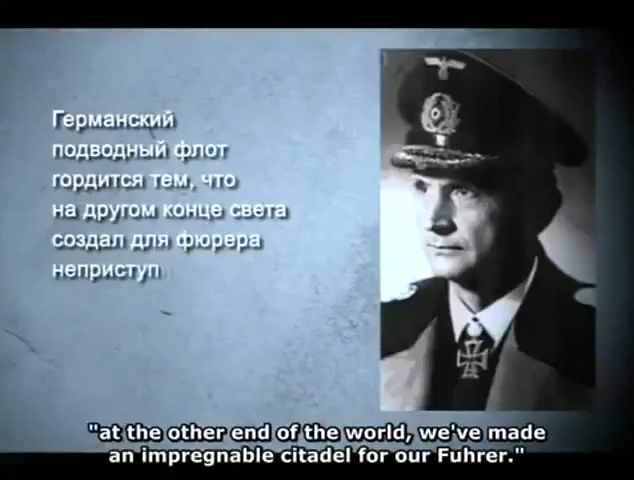 Германский
подводный флот
гордится тем, что
на другом конце света
создал для фюрера
неприступ
"at the other end of the world, we've made
an impregnable citadel for our Fuhrer."